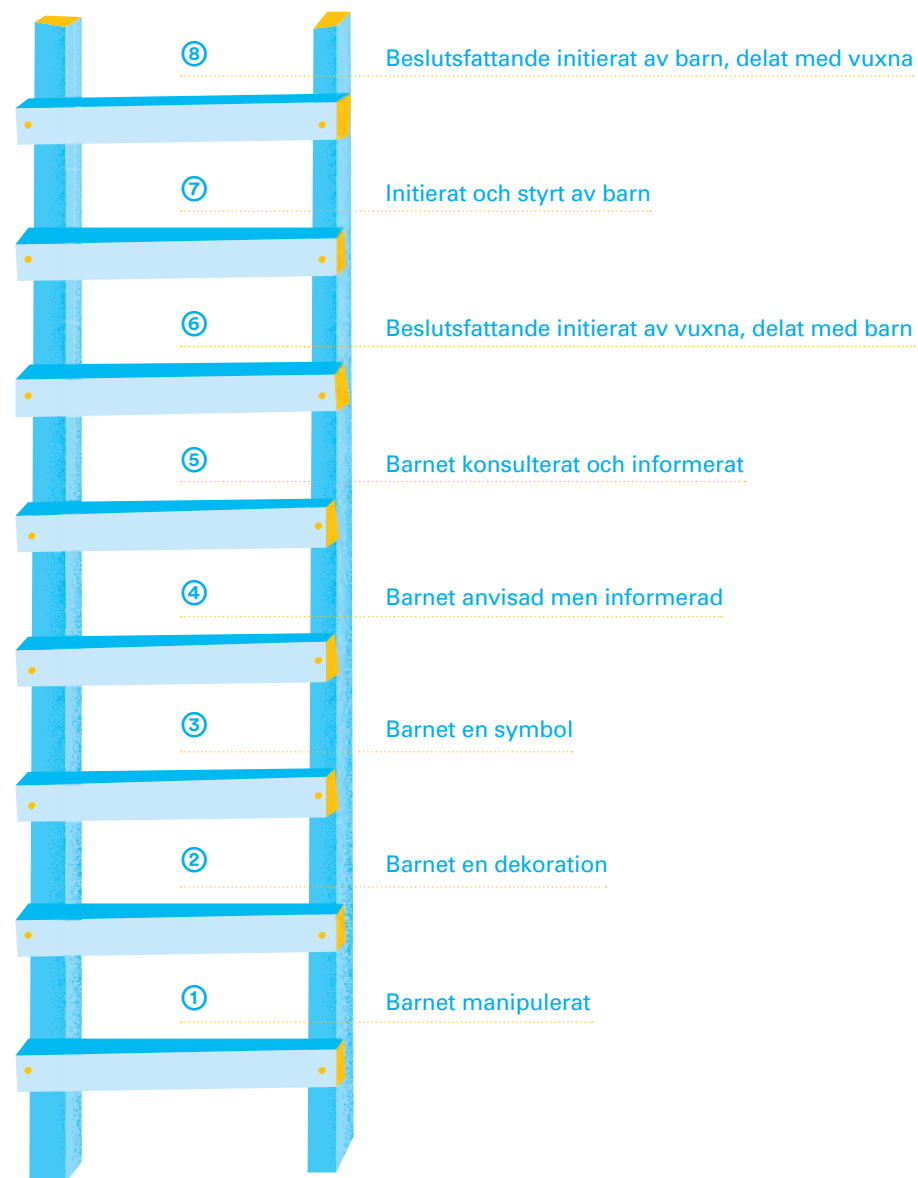 ⑧ Beslutsfattande initierat av barn, delat med vuxna
⑦ Initierat och styrt av barn
⑥ Beslutsfattande initierat av vuxna, delat med barn
⑤ Barnet konsulterat och informerat
④ Barnet anvisad men informerad
③ Barnet en symbol
② Barnet en dekoration
① Barnet manipulerat